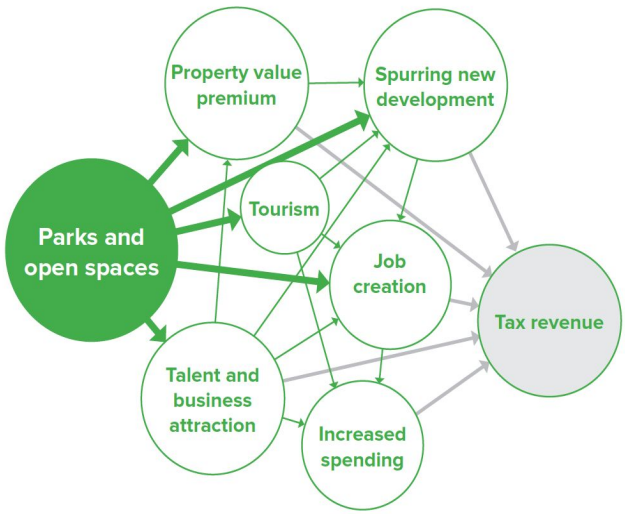 Property value
premium
Spurring new
development
Tourism
Parks and
open spaces
Job
creation
Tax revenue
Talent and
business
attraction
Increased
spending